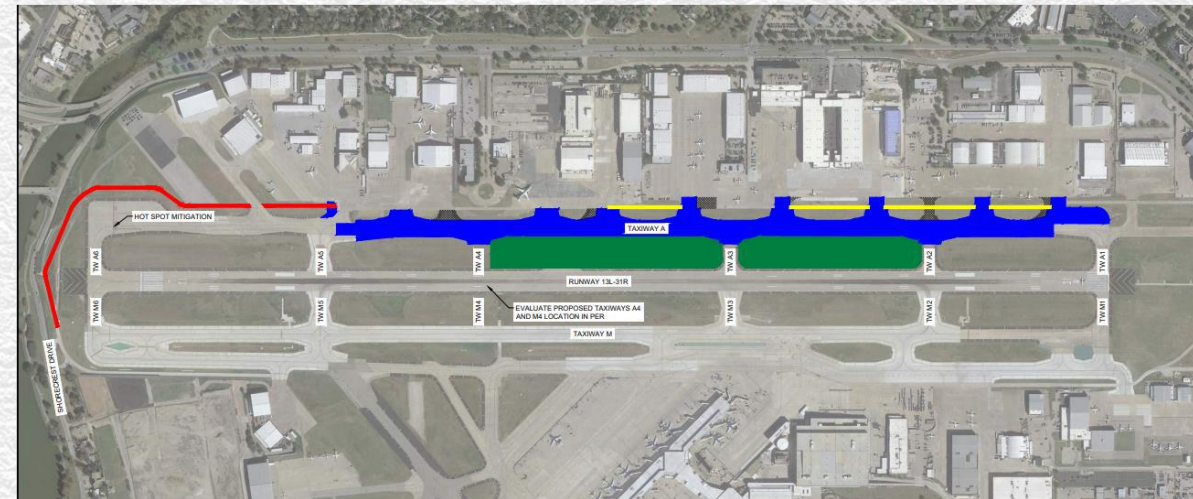 HOT SPOT MITIGATION
TAXIWAY A
TW A6
TW A5
TW A4
TW A3
TW A2
TW A1
RUNWAY 13L-31R
EVALUATE PROPOSED TAXIWAYS A4
AND M4 LOCATION IN PER
TW M6
TW M5
TW M4
TW M3
TW M2
TW M1
TAXIWAY M
SHORECREST DRIVE